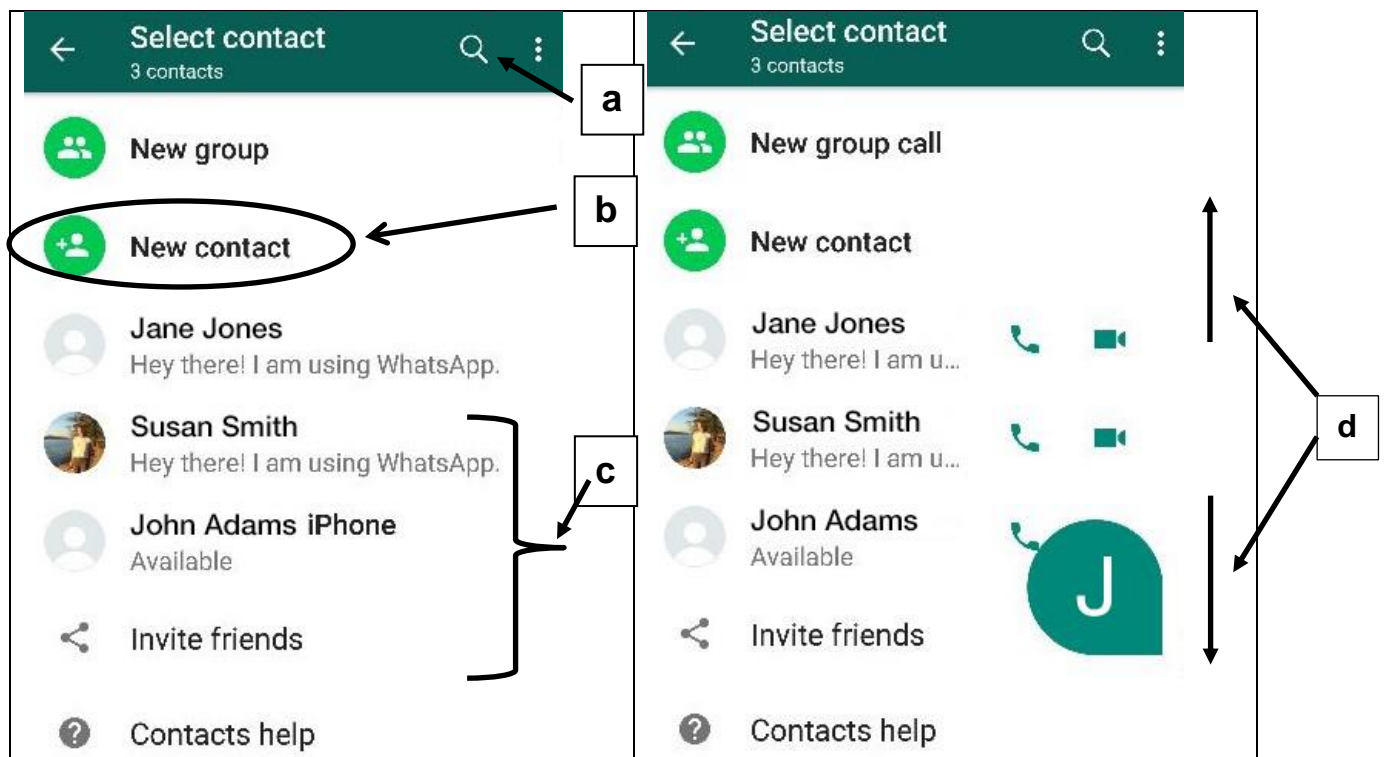 Select contact
3 contacts
a
New group
b
New contact
Jane Jones
Hey there! I am using WhatsApp.
Susan Smith
Hey there! I am using WhatsApp.
c
John Adams iPhone
Available
Invite friends
Contacts help
Select contact
3 contacts
New group call
New contact
Jane Jones
Hey there! I am u...
Susan Smith
Hey there! I am u...
d
John Adams
Available
J
Invite friends
Contacts help